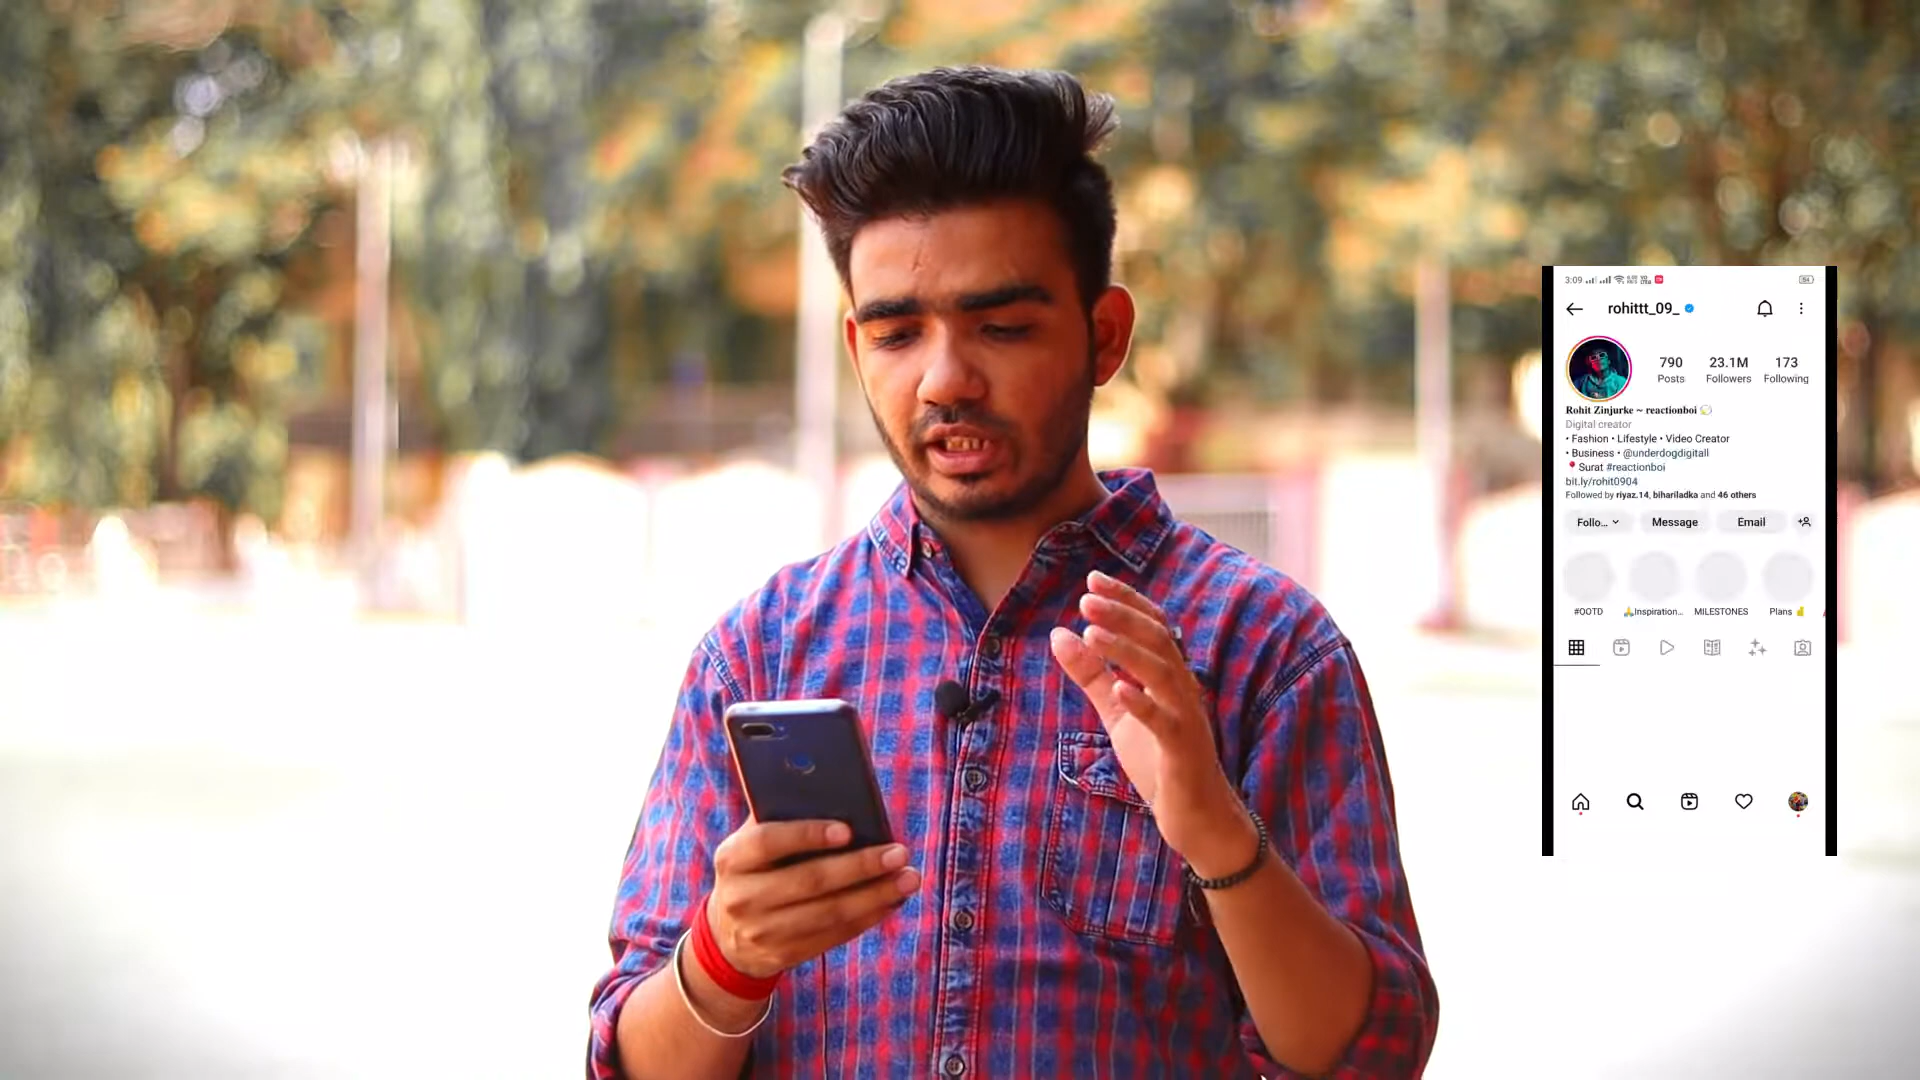 3:09
rohittt_09_
790 23.1M 173
Posts Followers Following
Rohit Zinjurke ~ reactionboi
Digital creator
• Fashion • Lifestyle • Video Creator
• Business • @underdogdigitall
📍Surat #reactionboi
bit.ly/rohit0904
Followed by riyaz.14, bihariladka and 46 others
Follo... Message Email
#OOTD 🙏Inspiration... MILESTONES Plans